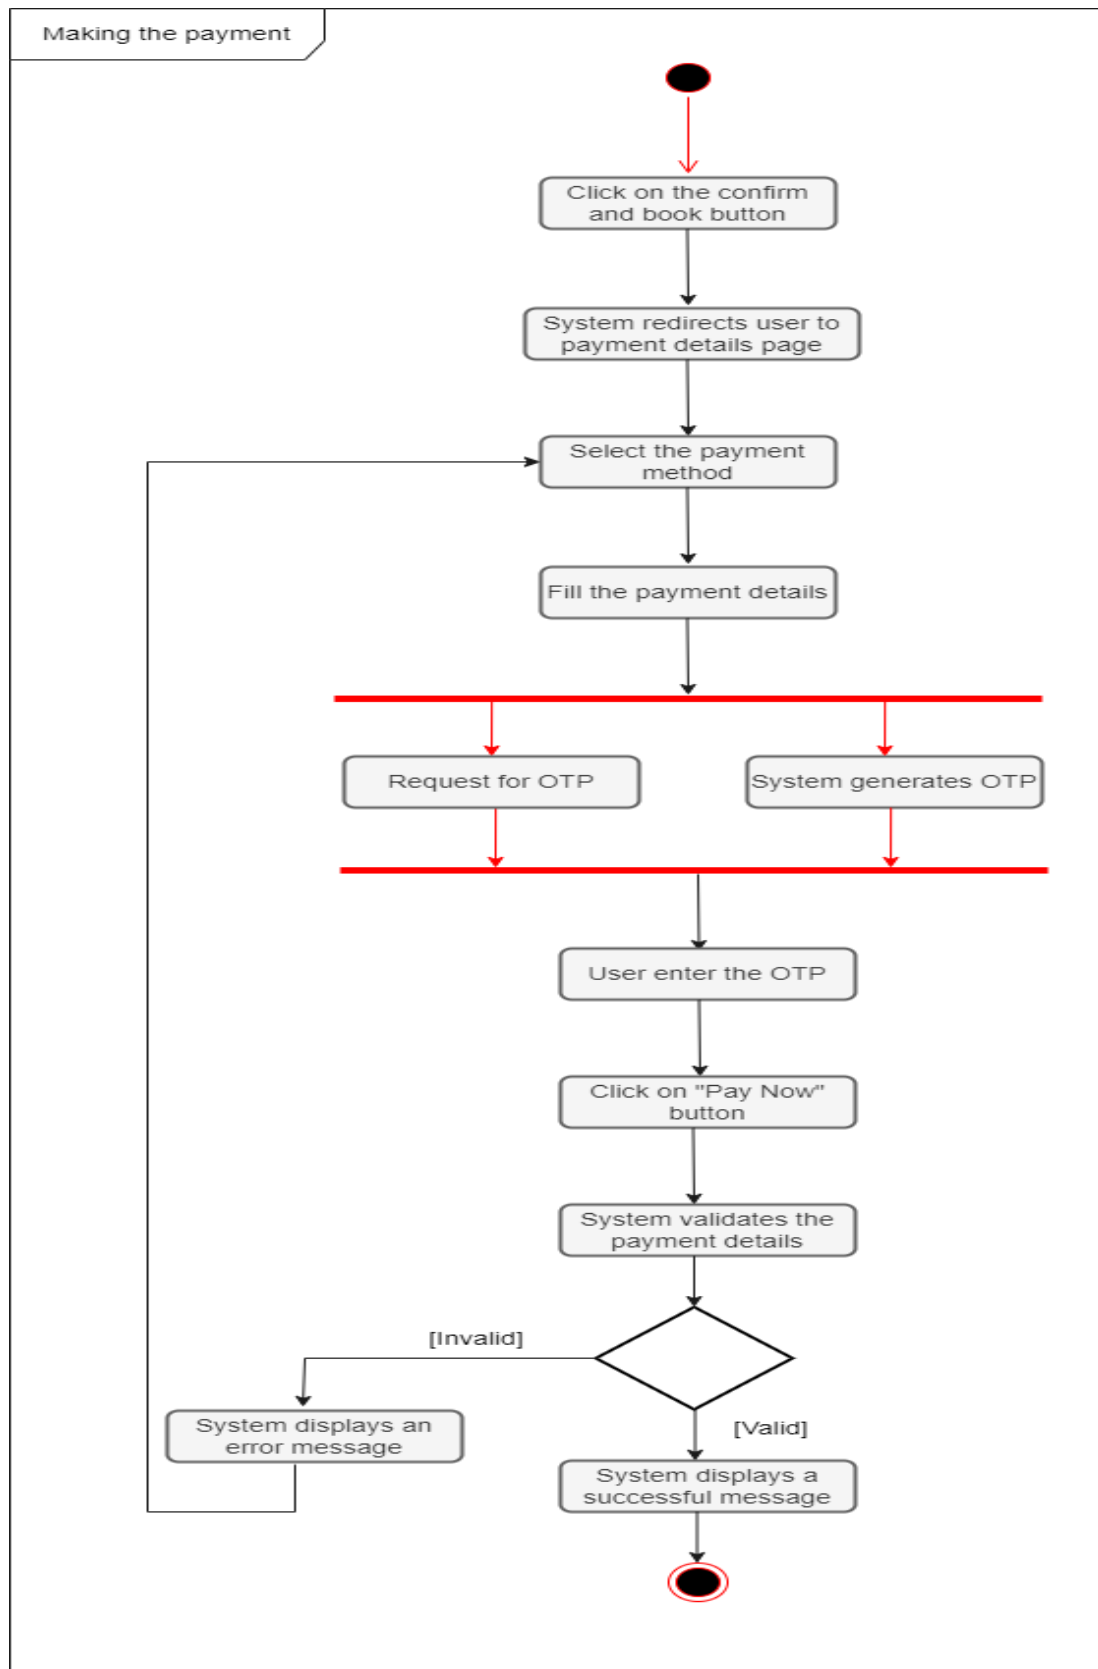 Making the payment
Click on the confirm
and book button
System redirects user to
payment details page
Select the payment
method
Fill the payment details
Request for OTP
System generates OTP
User enter the OTP
Click on "Pay Now"
button
System validates the
payment details
[Invalid]
[Valid]
System displays an
error message
System displays a
successful message